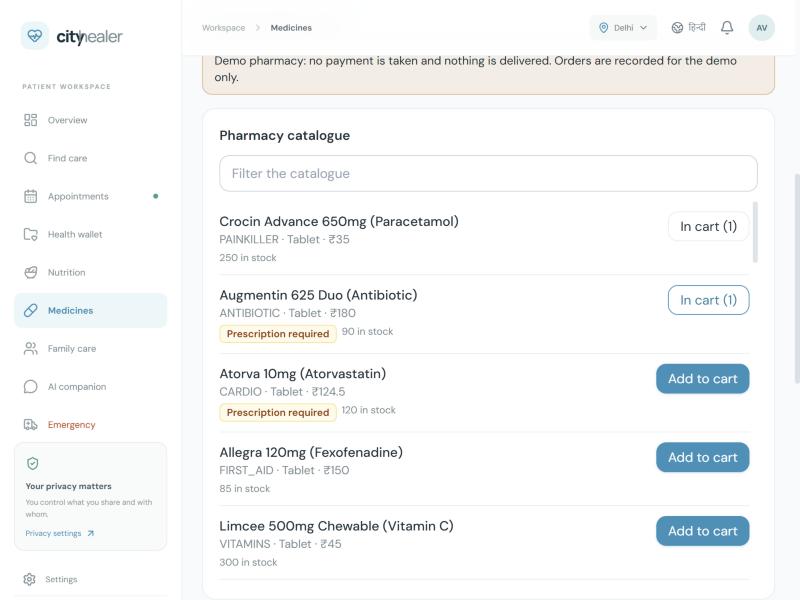 cityhealer
PATIENT WORKSPACE
Overview
Find care
Appointments
Health wallet
Nutrition
Medicines
Family care
AI companion
Emergency
Your privacy matters
You control what you share and with
whom.
Privacy settings
Settings
Workspace > Medicines
Delhi
हिन्दी
AV
Demo pharmacy: no payment is taken and nothing is delivered. Orders are recorded for the demo
only.
Pharmacy catalogue
Filter the catalogue
Crocin Advance 650mg (Paracetamol)
PAINKILLER · Tablet · ₹35
250 in stock
In cart (1)
Augmentin 625 Duo (Antibiotic)
ANTIBIOTIC · Tablet · ₹180
Prescription required 90 in stock
In cart (1)
Atorva 10mg (Atorvastatin)
CARDIO · Tablet · ₹124.5
Prescription required 120 in stock
Add to cart
Allegra 120mg (Fexofenadine)
FIRST_AID · Tablet · ₹150
85 in stock
Add to cart
Limcee 500mg Chewable (Vitamin C)
VITAMINS · Tablet · ₹45
300 in stock
Add to cart